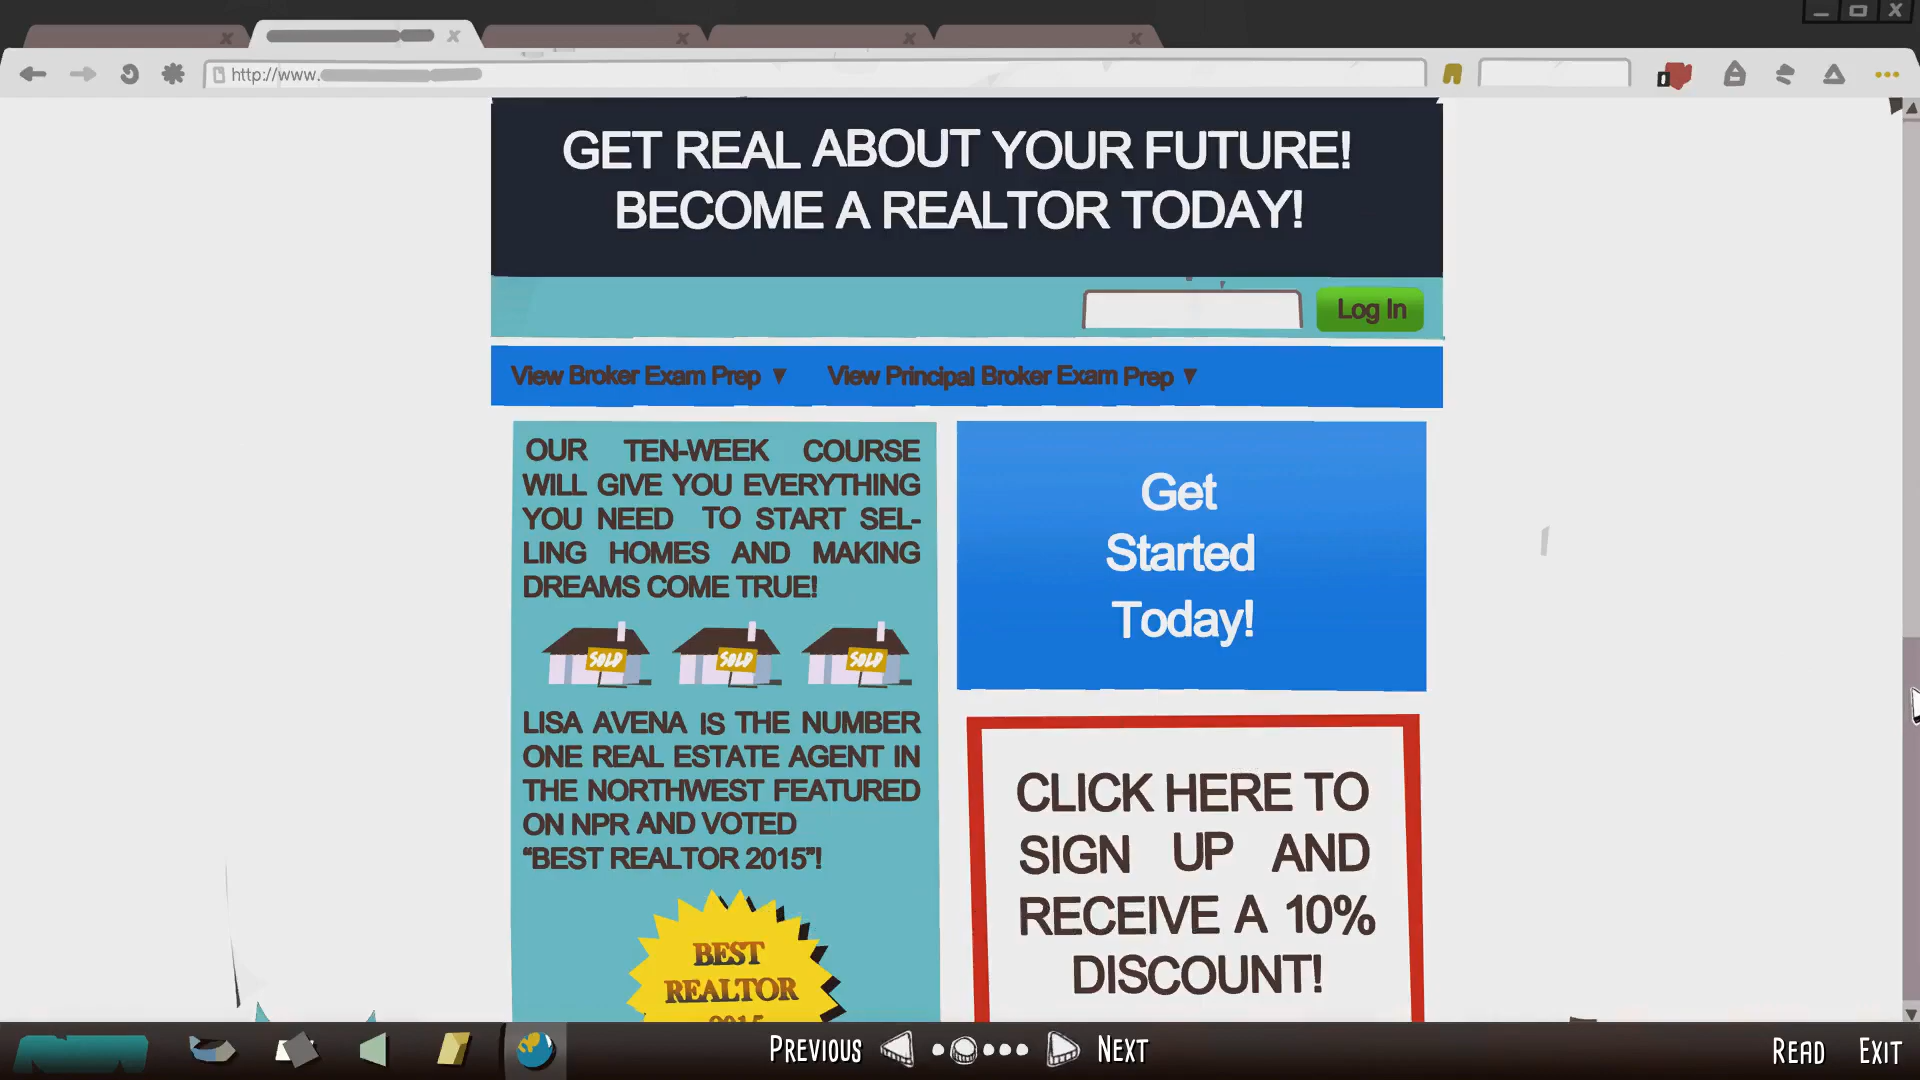 http://www.
GET REAL ABOUT YOUR FUTURE!
BECOME A REALTOR TODAY!
Log In
View Broker Exam Prep ▼ View Principal Broker Exam Prep ▼
OUR TEN-WEEK COURSE
WILL GIVE YOU EVERYTHING
YOU NEED TO START SEL-
LING HOMES AND MAKING
DREAMS COME TRUE!
SOLD SOLD SOLD
LISA AVENA IS THE NUMBER
ONE REAL ESTATE AGENT IN
THE NORTHWEST FEATURED
ON NPR AND VOTED
“BEST REALTOR 2015”!
BEST
REALTOR
2015
Get
Started
Today!
CLICK HERE TO
SIGN UP AND
RECEIVE A 10%
DISCOUNT!
PREVIOUS NEXT
READ EXIT